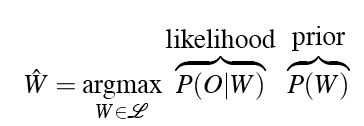 likelihood prior
Ŵ = argmax P(O|W) P(W)
W∈ℒ